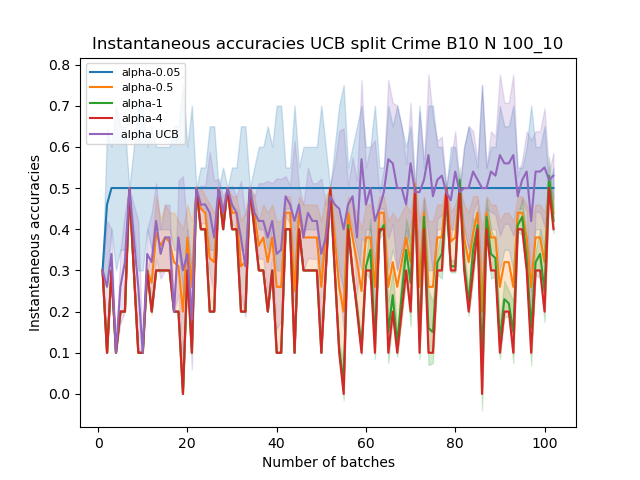 Instantaneous accuracies UCB split Crime B10 N 100_10
alpha-0.05
alpha-0.5
alpha-1
alpha-4
alpha UCB
Instantaneous accuracies
0.8
0.7
0.6
0.5
0.4
0.3
0.2
0.1
0.0
0 20 40 60 80 100
Number of batches